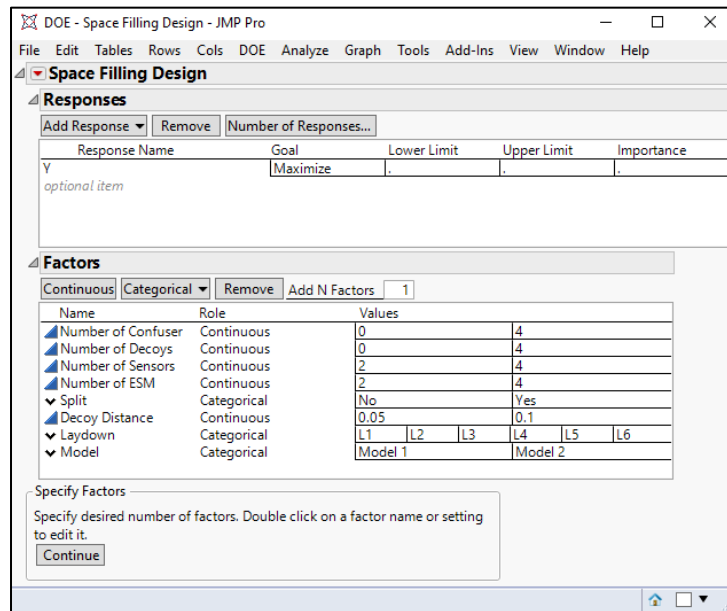 DOE - Space Filling Design - JMP Pro
File Edit Tables Rows Cols DOE Analyze Graph Tools Add-Ins View Window Help
Space Filling Design
Responses
Add Response Remove Number of Responses...
Response Name Goal Lower Limit Upper Limit Importance
Y Maximize . . .
optional item
Factors
Continuous Categorical Remove Add N Factors 1
Name Role Values
Number of Confuser Continuous 0 4
Number of Decoys Continuous 0 4
Number of Sensors Continuous 2 4
Number of ESM Continuous 2 4
Split Categorical No Yes
Decoy Distance Continuous 0.05 0.1
Laydown Categorical L1 L2 L3 L4 L5 L6
Model Categorical Model 1 Model 2
Specify Factors
Specify desired number of factors. Double click on a factor name or setting
to edit it.
Continue